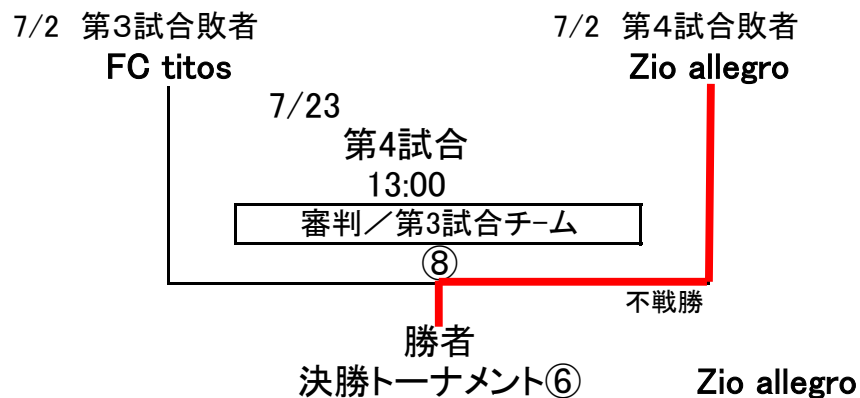 7/2 第3試合敗者
7/2 第4試合敗者
FC titos
Zio allegro
7/23
第4試合
13:00
審判／第3試合チーム
⑧
不戦勝
勝者
決勝トーナメント⑥
Zio allegro